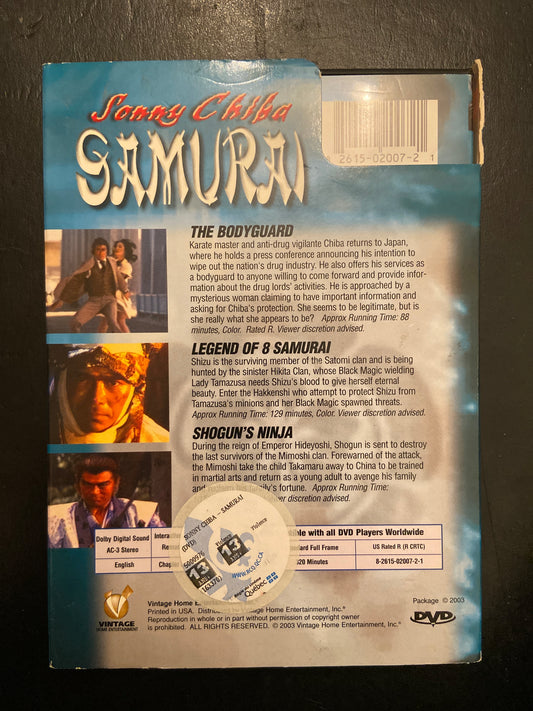 Sonny Chiba
SAMURAI
2615-02007-2 1
THE BODYGUARD
Karate master and anti-drug vigilante Chiba returns to Japan,
where he holds a press conference announcing his intention to
wipe out the nation's drug industry. He also offers his services as
a bodyguard to anyone willing to come forward and provide infor-
mation about the drug lords' activities. He is approached by a
mysterious woman claiming to have important information and
asking for Chiba's protection. She seems to be legitimate, but is
she really what she appears to be? Approx Running Time: 88
minutes, Color. Rated R. Viewer discretion advised.
LEGEND OF 8 SAMURAI
Shizu is the surviving member of the Satomi clan and is being
hunted by the sinister Hikita Clan, whose Black Magic wielding
Lady Tamazusa needs Shizu's blood to give herself eternal
beauty. Enter the Hakkenshi who attempt to protect Shizu from
Tamazusa's minions and her Black Magic spawned threats.
Approx Running Time: 129 minutes, Color. Viewer discretion advised.
SHOGUN'S NINJA
During the reign of Emperor Hideyoshi, Shogun is sent to destroy
the last survivors of the Mimoshi clan. Forewarned of the attack,
the Mimoshi take the child Takamaru away to China to be trained
in martial arts and return as a young adult to avenge his family
family's fortune. Approx Running Time:
viewer discretion advised.
Dolby Digital Sound
AC-3 Stereo
English
with all DVD Players Worldwide
Full Frame
US Rated R (R CRTC)
Minutes
8-2615-02007-2-1
SONNY CHIBA - SAMURAI
(DVD)
13
Violence
13
Violence
www.rcq.qc.ca
Québec
VINTAGE
HOME ENTERTAINMENT
Vintage Home
Printed in USA. Distributed by Vintage Home Entertainment, Inc.®
Reproduction in whole or in part without permission of copyright owner
is prohibited. ALL RIGHTS RESERVED. © 2003 Vintage Home Entertainment, Inc.®
Package © 2003
DVD